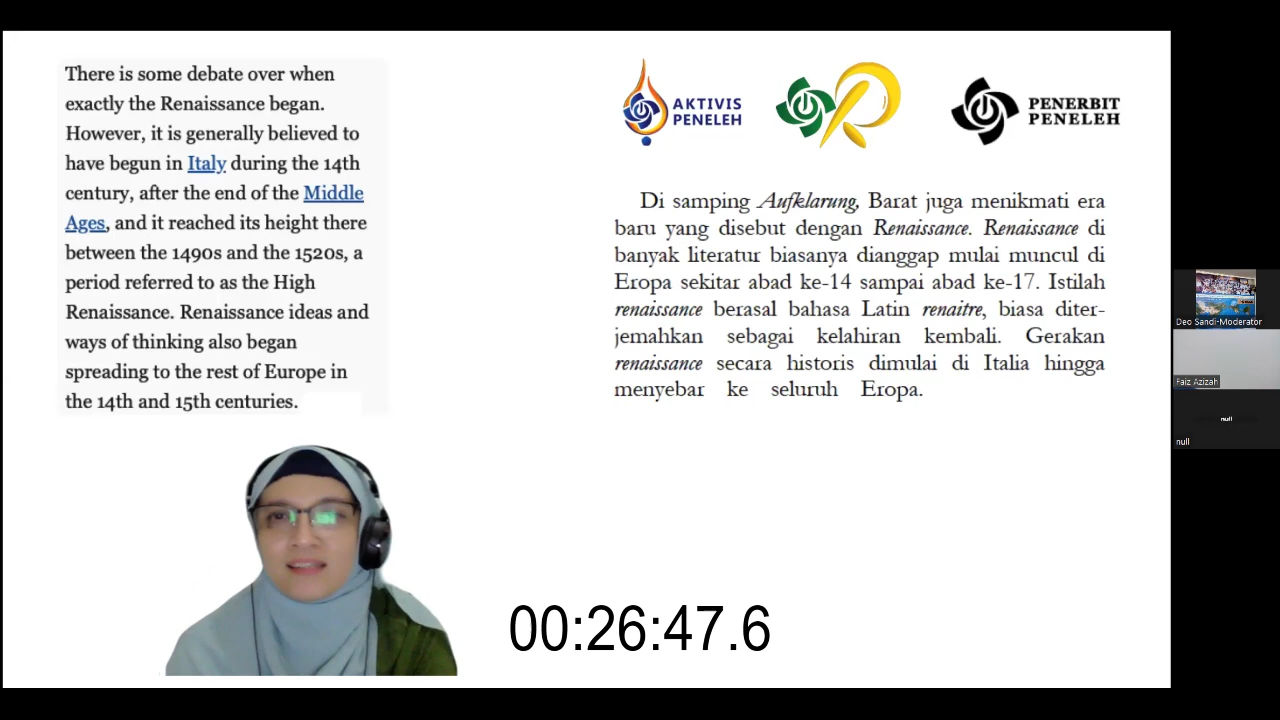 There is some debate over when
exactly the Renaissance began.
However, it is generally believed to
have begun in Italy during the 14th
century, after the end of the Middle
Ages, and it reached its height there
between the 1490s and the 1520s, a
period referred to as the High
Renaissance. Renaissance ideas and
ways of thinking also began
spreading to the rest of Europe in
the 14th and 15th centuries.
AKTIVIS
PENELEH
PENERBIT
PENELEH
Di samping Aufklarung, Barat juga menikmati era
baru yang disebut dengan Renaissance. Renaissance di
banyak literatur biasanya dianggap mulai muncul di
Eropa sekitar abad ke-14 sampai abad ke-17. Istilah
renaissance berasal bahasa Latin renaitre, biasa diter-
jemahkan sebagai kelahiran kembali. Gerakan
renaissance secara historis dimulai di Italia hingga
menyebar ke seluruh Eropa.
00:26:47.6
Deo Sandi-Moderator
Faiz Azizah
null
null